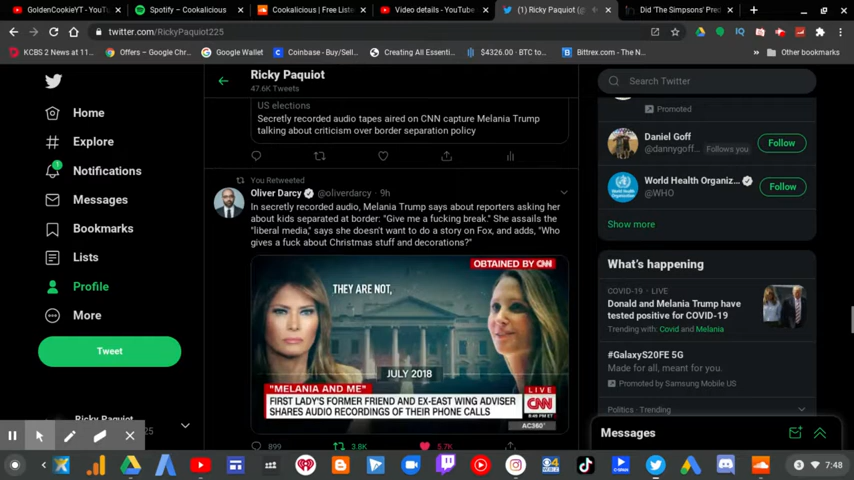 GoldenCookieYT - YouTu
Spotify – Cookalicious
Cookalicious | Free Liste
Video details - YouTube
(1) Ricky Paquiot (@
Did 'The Simpsons' Pred
twitter.com/RickyPaquiot225
KCBS 2 News at 11...
Offers – Google Chr...
Google Wallet
Coinbase - Buy/Sell...
Creating All Essenti...
$4326.00 - BTC to...
Bittrex.com - The N...
Other bookmarks
Home
Explore
1
Notifications
Messages
Bookmarks
Lists
Profile
More
Tweet
Ricky Paquiot
25
Ricky Paquiot
47.6K Tweets
US elections
Secretly recorded audio tapes aired on CNN capture Melania Trump
talking about criticism over border separation policy
You Retweeted
Oliver Darcy @oliverdarcy · 9h
In secretly recorded audio, Melania Trump says about reporters asking her
about kids separated at border: "Give me a fucking break." She assails the
"liberal media," says she doesn't want to do a story on Fox, and adds, "Who
gives a fuck about Christmas stuff and decorations?"
OBTAINED BY CNN
THEY ARE NOT,
JULY 2018
"MELANIA AND ME"
FIRST LADY'S FORMER FRIEND AND EX-EAST WING ADVISER
SHARES AUDIO RECORDINGS OF THEIR PHONE CALLS
LIVE
CNN
8:49 PM ET
AC360°
899
3.8K
5.7K
Search Twitter
Promoted
Daniel Goff
@dannygoff...
Follows you
Follow
World Health Organiz...
@WHO
Follow
Show more
What's happening
COVID-19 · LIVE
Donald and Melania Trump have
tested positive for COVID-19
Trending with: Covid and Melania
#GalaxyS20FE 5G
Made for all, meant for you.
Promoted by Samsung Mobile US
Politics · Trending
Messages
3
7:48